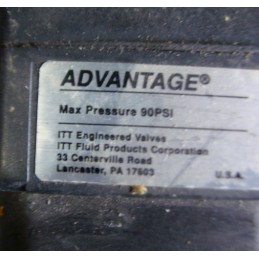 ADVANTAGE®
Max Pressure 90PSI
ITT Engineered Valves
ITT Fluid Products Corporation
33 Centerville Road
Lancaster, PA 17603
U.S.A.